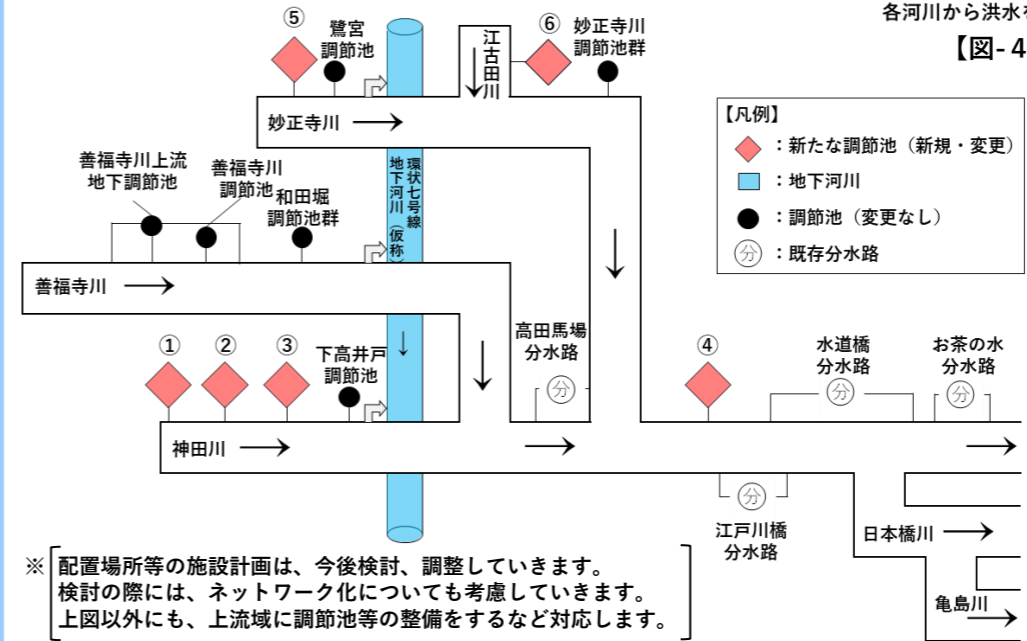 各河川から洪水を
【図-4
⑤
鷺宮
調節池
江古田川
⑥
妙正寺川
調節池群
妙正寺川
【凡例】
：新たな調節池（新規・変更）
：地下河川
：調節池（変更なし）
分
：既存分水路
善福寺川上流
地下調節池
善福寺川
調節池
和田堀
調節池群
環状七号線
地下河川（仮称）
善福寺川
①
②
③
下高井戸
調節池
高田馬場
分水路
分
④
水道橋
分水路
分
お茶の水
分水路
分
神田川
分
江戸川橋
分水路
日本橋川
亀島川
※
配置場所等の施設計画は、今後検討、調整していきます。
検討の際には、ネットワーク化についても考慮していきます。
上図以外にも、上流域に調節池等の整備をするなど対応します。